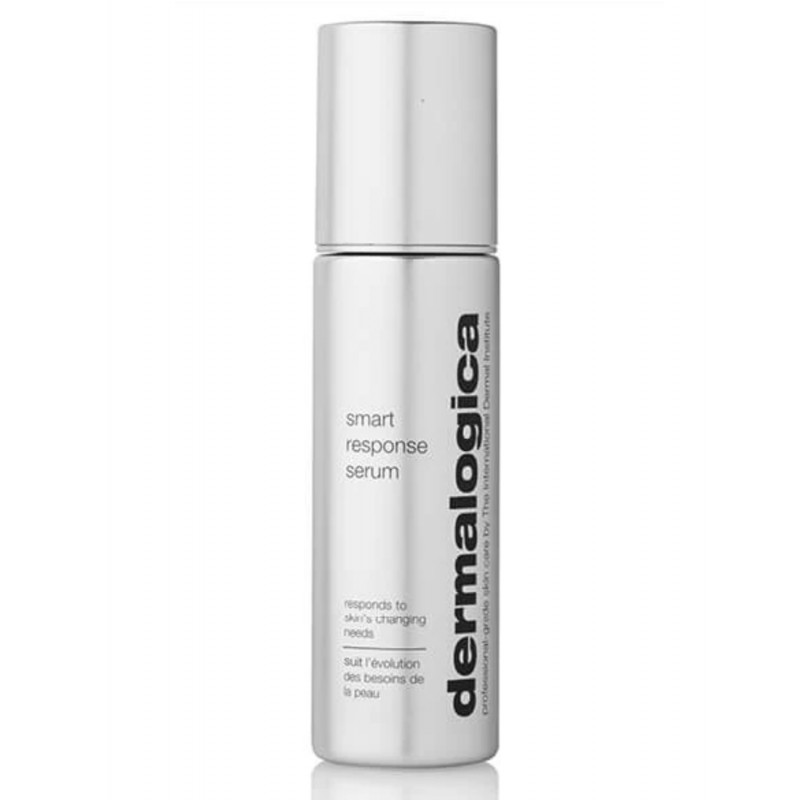 smart
response
serum
responds to
skin's changing
needs
suit l'évolution
des besoins de
la peau
dermalogica
professional-grade skin care by The International Dermal Institute